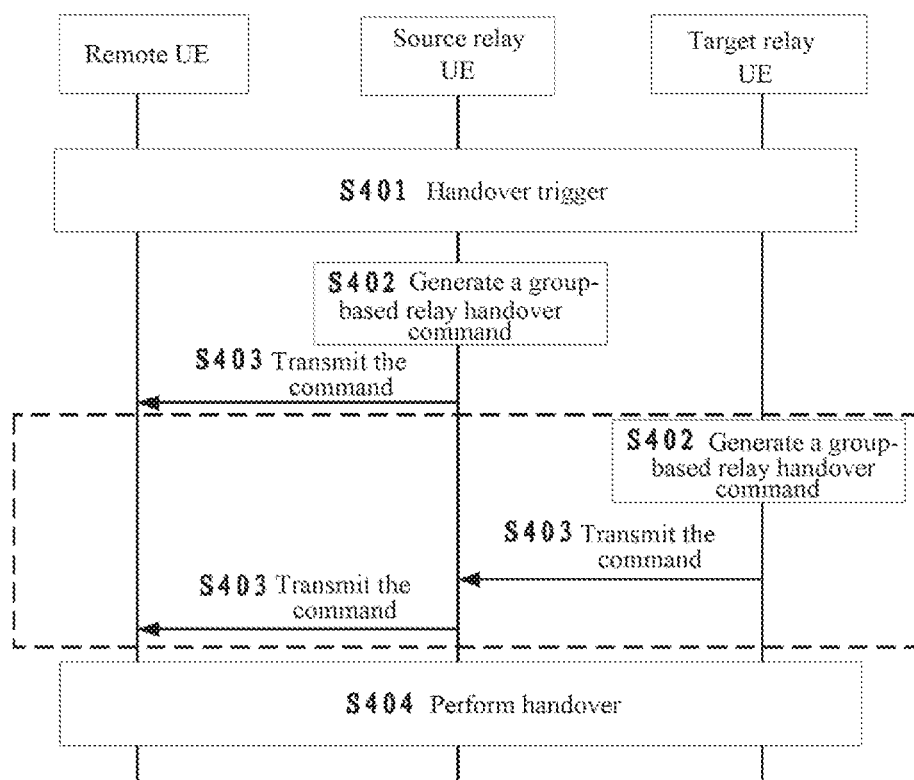 Remote UE
Source relay
UE
Target relay
UE
S401 Handover trigger
S402 Generate a group-
based relay handover
command
S403 Transmit the
command
S402 Generate a group-
based relay handover
command
S403 Transmit the
command
S403 Transmit the
command
S404 Perform handover